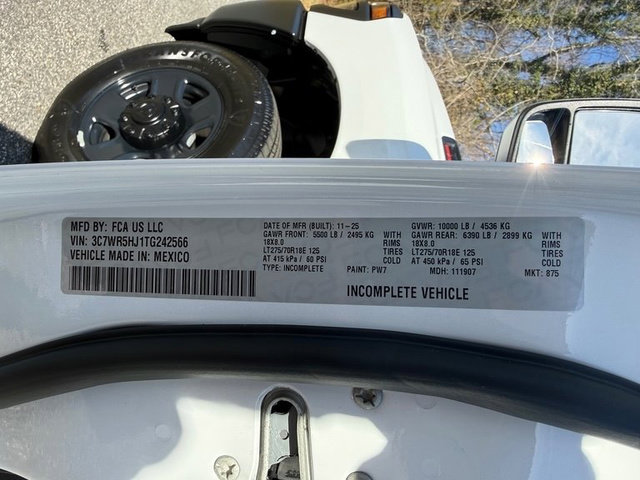 MFD BY: FCA US LLC
VIN: 3C7WR5HJ1TG242566
VEHICLE MADE IN: MEXICO
DATE OF MFR (BUILT): 11-25
GAWR FRONT: 5500 LB / 2495 KG WITH
18X8.0 RIMS
LT275/70R18E 125 TIRES
AT 415 kPa / 60 PSI COLD
TYPE: INCOMPLETE PAINT: PW7
GVWR: 10000 LB / 4536 KG
GAWR REAR: 6390 LB / 2899 KG WITH
18X8.0 RIMS
LT275/70R18E 125 TIRES
AT 450 kPa / 65 PSI COLD
MDH: 111907 MKT: 875
INCOMPLETE VEHICLE